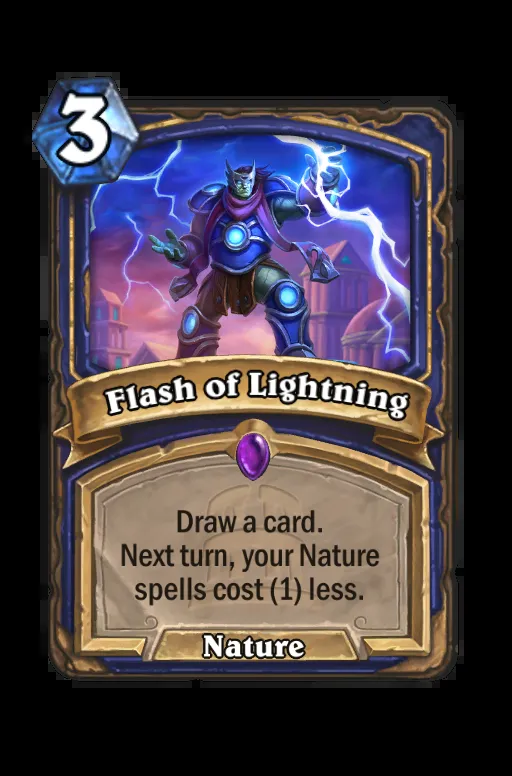 3
Flash of Lightning
Draw a card.
Next turn, your Nature
spells cost (1) less.
Nature